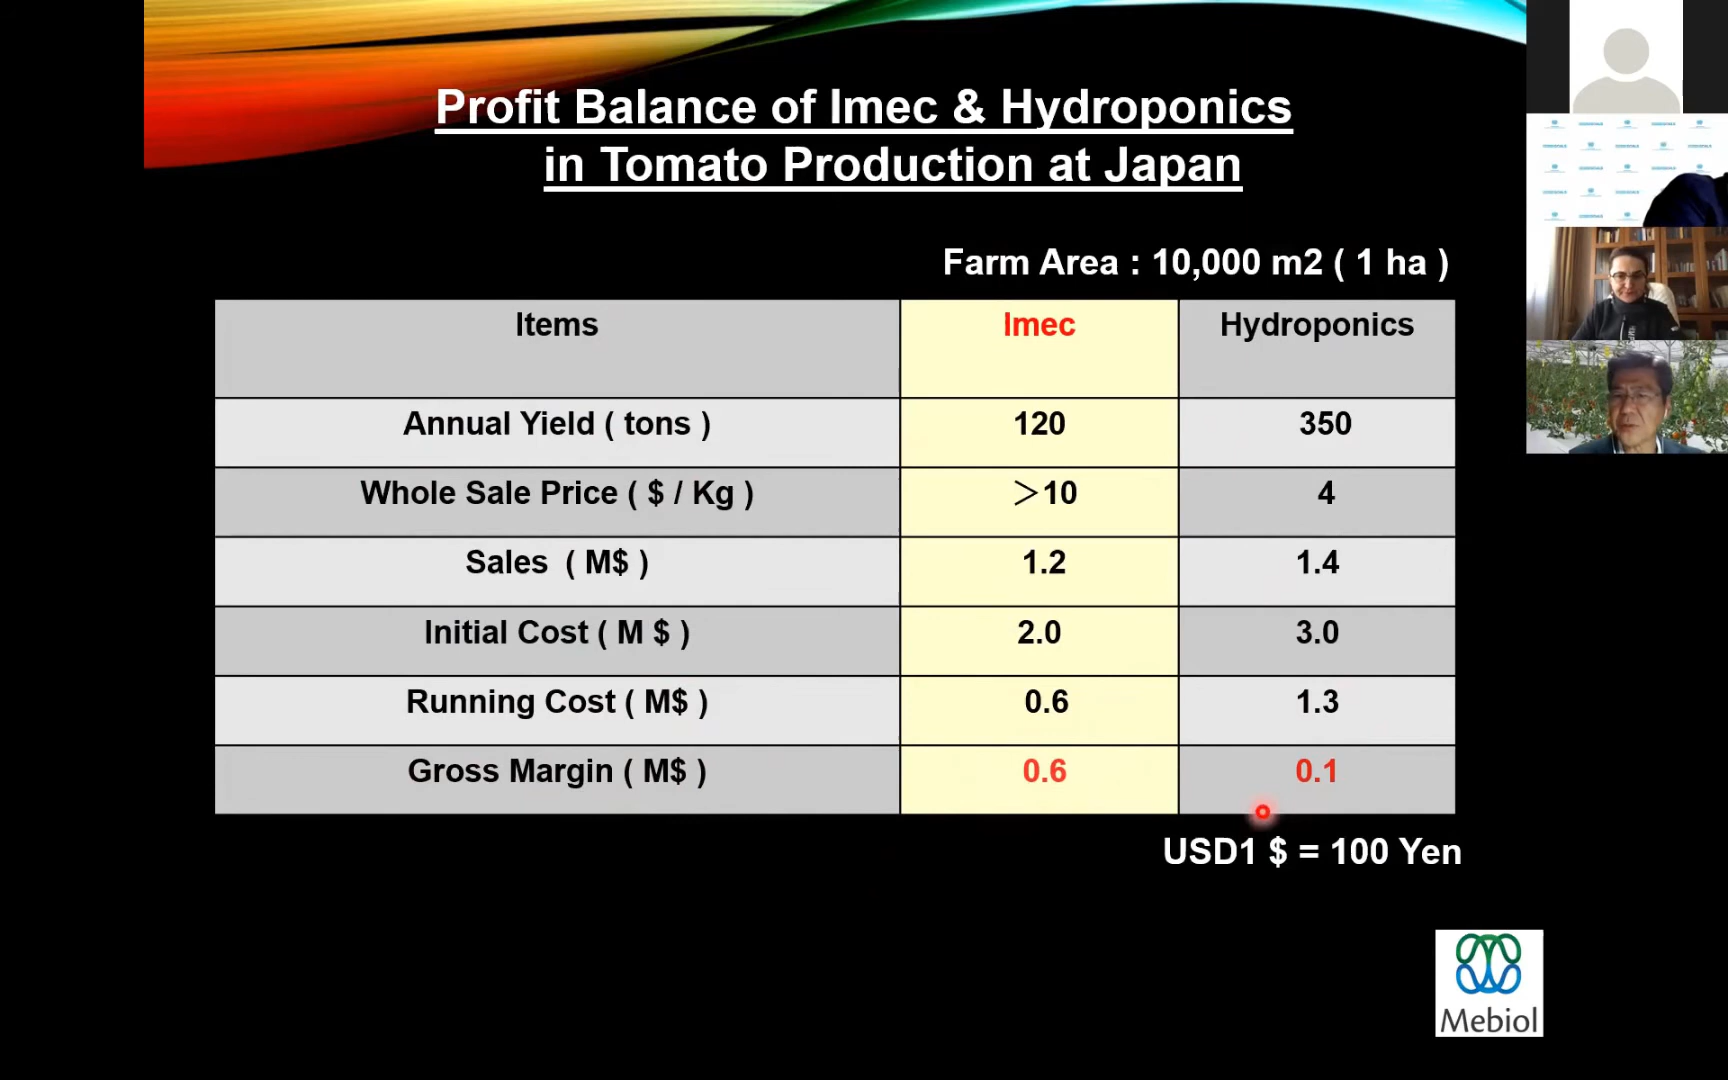 Profit Balance of Imec & Hydroponics
in Tomato Production at Japan
Farm Area : 10,000 m2 ( 1 ha )
Items Imec Hydroponics
Annual Yield ( tons ) 120 350
Whole Sale Price ( $ / Kg ) ＞10 4
Sales ( M$ ) 1.2 1.4
Initial Cost ( M $ ) 2.0 3.0
Running Cost ( M$ ) 0.6 1.3
Gross Margin ( M$ ) 0.6 0.1
USD1 $ = 100 Yen
Mebiol